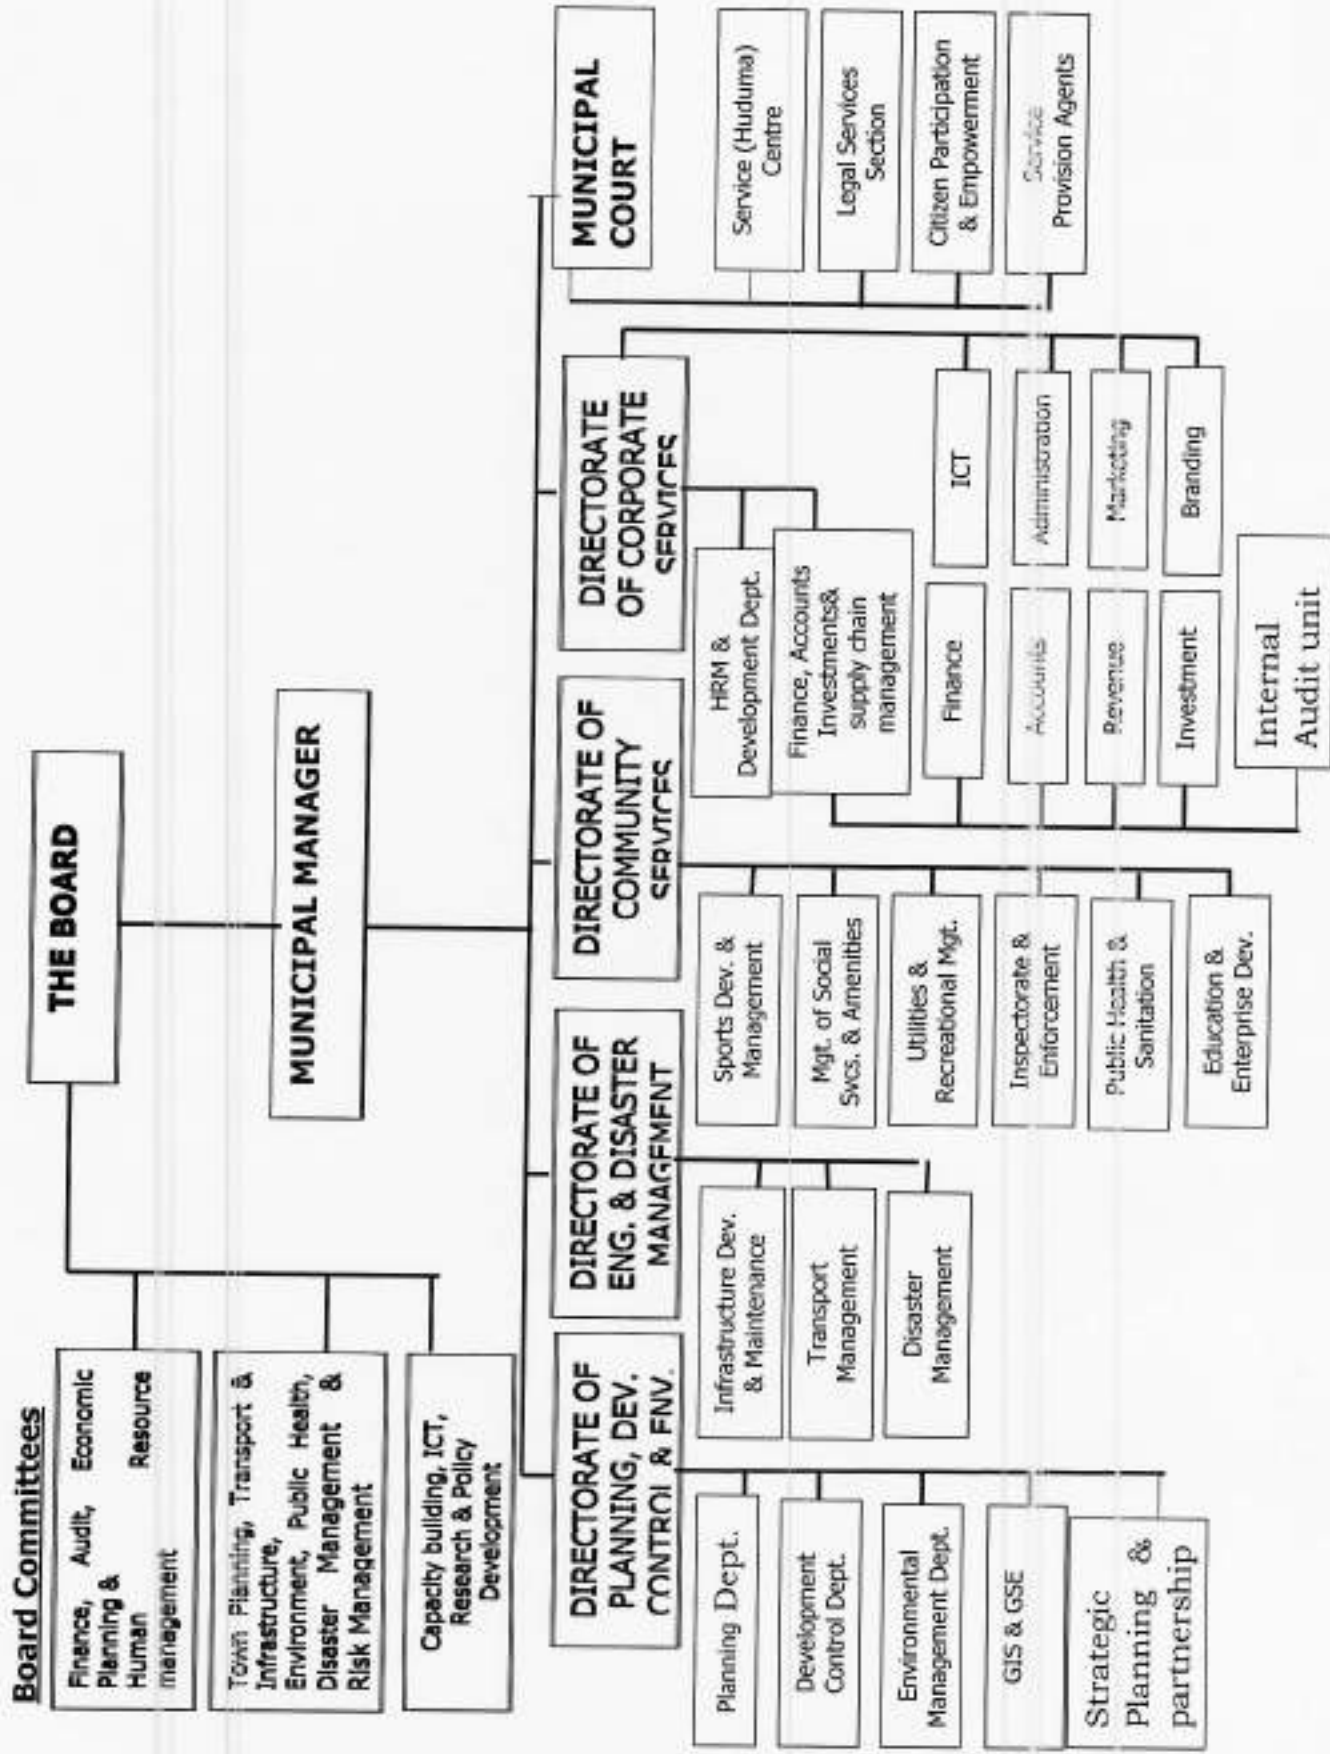 Board Committees
Finance, Audit, Economic
Planning &
Human Resource
management
Town Planning, Transport &
Infrastructure,
Environment, Public Health,
Disaster Management &
Risk Management
Capacity building, ICT,
Research & Policy
Development
THE BOARD
MUNICIPAL MANAGER
DIRECTORATE OF
PLANNING, DEV.
CONTROL & ENV.
Planning Dept.
Development
Control Dept.
Environmental
Management Dept.
GIS & GSE
Strategic
Planning &
partnership
DIRECTORATE OF
ENG. & DISASTER
MANAGEMENT
Infrastructure Dev.
& Maintenance
Transport
Management
Disaster
Management
DIRECTORATE OF
COMMUNITY
SERVICES
Sports Dev. &
Management
Mgt. of Social
Svcs. & Amenities
Utilities &
Recreational Mgt.
Inspectorate &
Enforcement
Public Health &
Sanitation
Education &
Enterprise Dev.
DIRECTORATE
OF CORPORATE
SERVICES
HRM &
Development Dept.
Finance, Accounts
Investments&
supply chain
management
Finance
Accounts
Revenue
Investment
Internal
Audit unit
ICT
Administration
Marketing
Branding
MUNICIPAL
COURT
Service (Huduma)
Centre
Legal Services
Section
Citizen Participation
& Empowerment
Service
Provision Agents